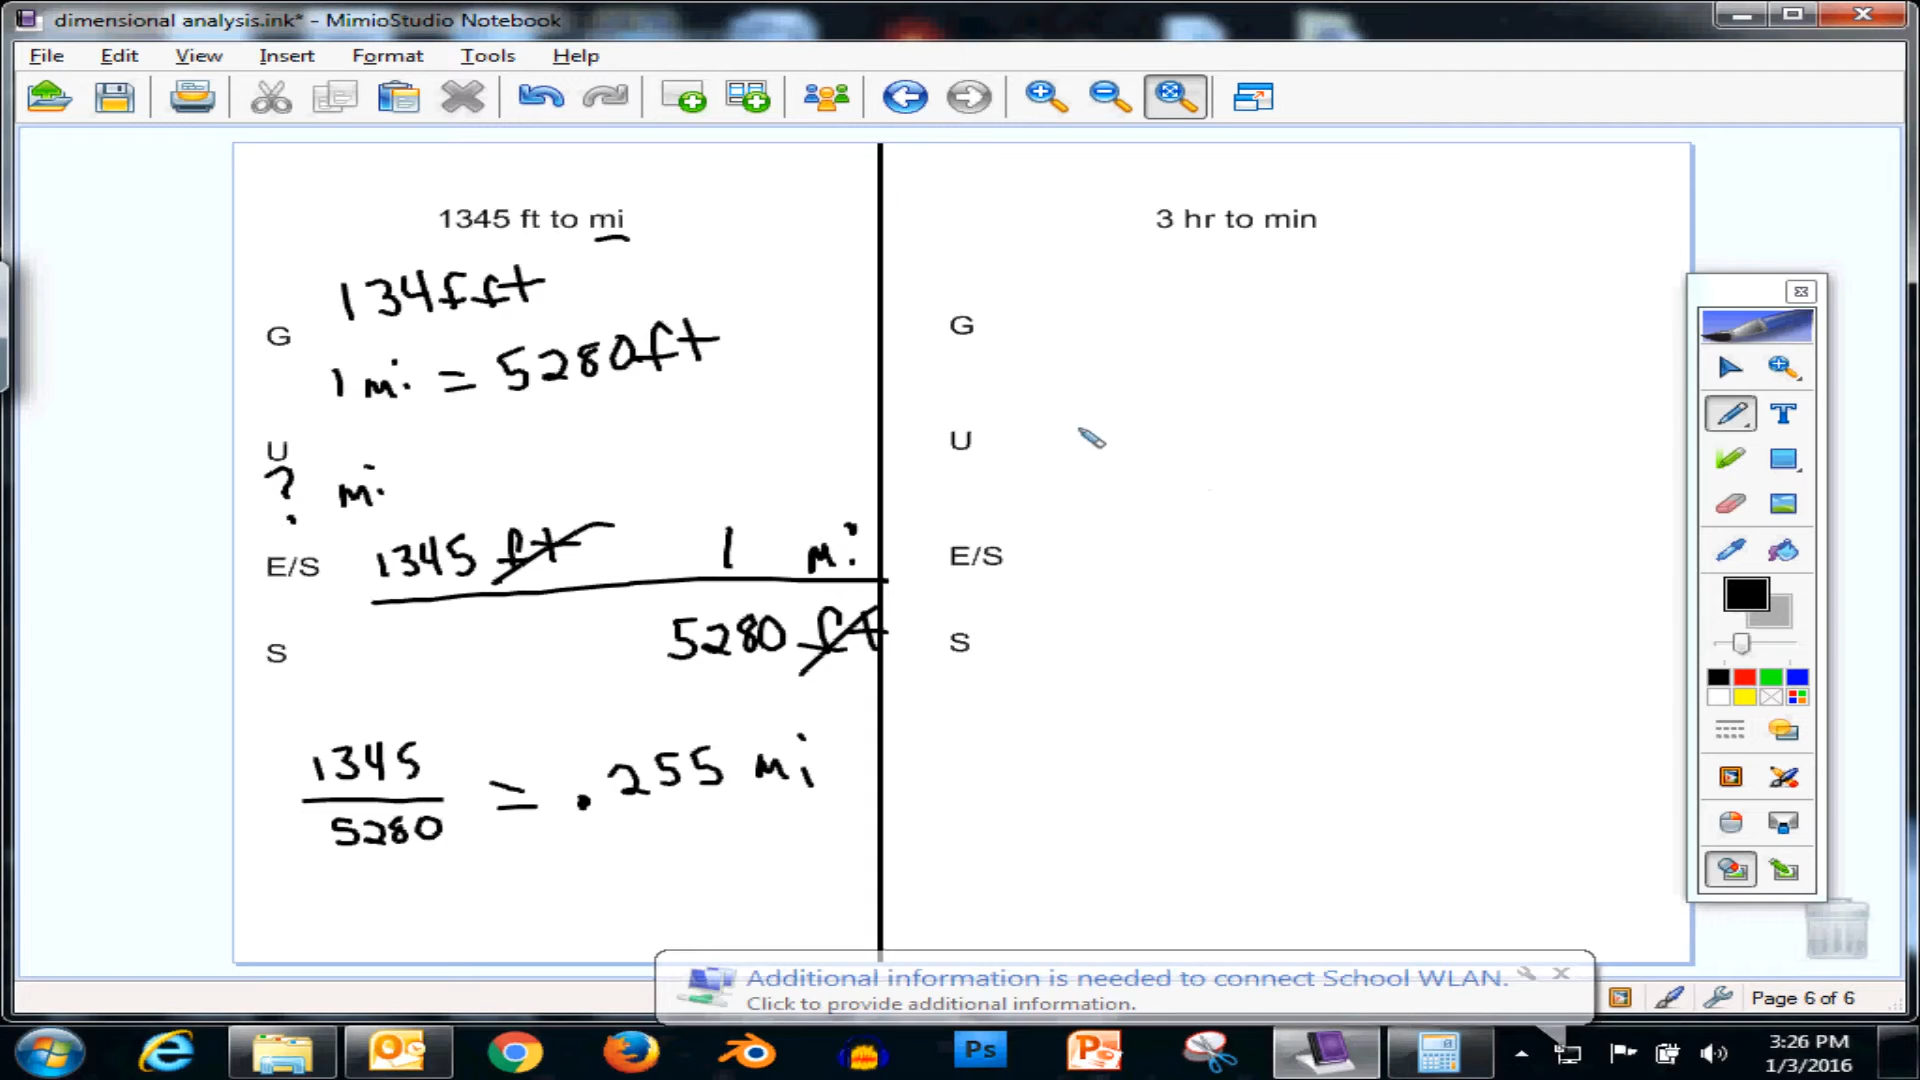 dimensional analysis.ink* - MimioStudio Notebook
File Edit View Insert Format Tools Help
1345 ft to mi
1345ft
G
1 mi = 5280ft
U
? mi
E/S 1345 ft 1 mi
5280 ft
S
1345
5280
= .255 mi
3 hr to min
G
U
E/S
S
T
Additional information is needed to connect School WLAN.
Click to provide additional information.
Page 6 of 6
Ps
3:26 PM
1/3/2016